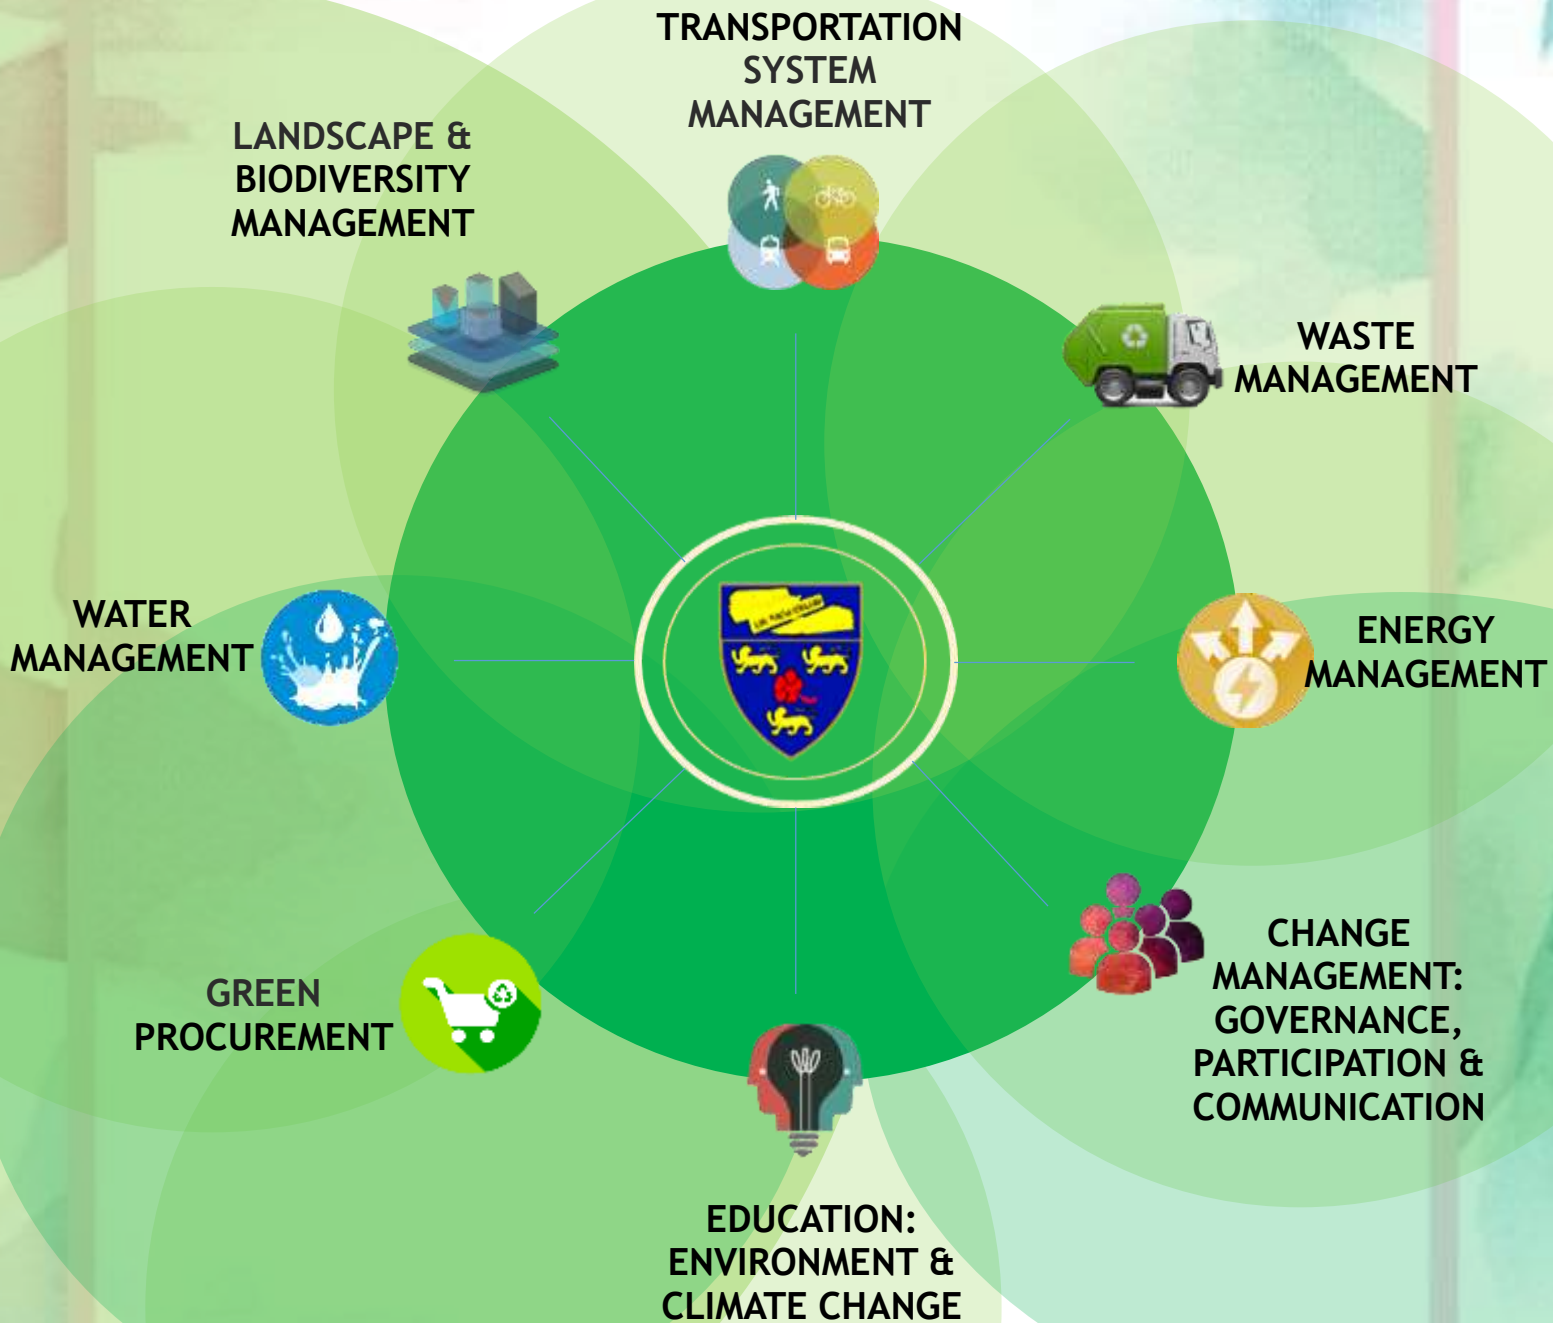 TRANSPORTATION
SYSTEM
MANAGEMENT
LANDSCAPE &
BIODIVERSITY
MANAGEMENT
WASTE
MANAGEMENT
WATER
MANAGEMENT
ENERGY
MANAGEMENT
GREEN
PROCUREMENT
CHANGE
MANAGEMENT:
GOVERNANCE,
PARTICIPATION &
COMMUNICATION
EDUCATION:
ENVIRONMENT &
CLIMATE CHANGE